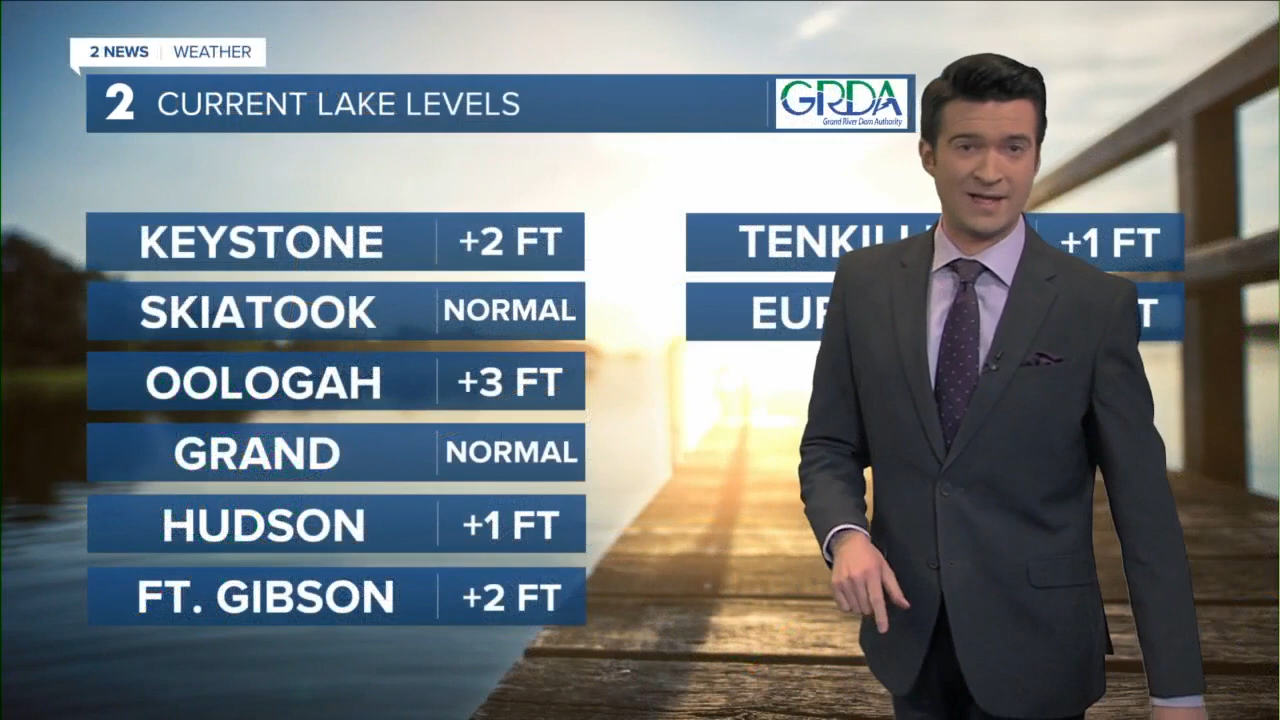 2 NEWS WEATHER
2 CURRENT LAKE LEVELS
GRDA
Grand River Dam Authority
KEYSTONE +2 FT
SKIATOOK NORMAL
OOLOGAH +3 FT
GRAND NORMAL
HUDSON +1 FT
FT. GIBSON +2 FT
+1 FT